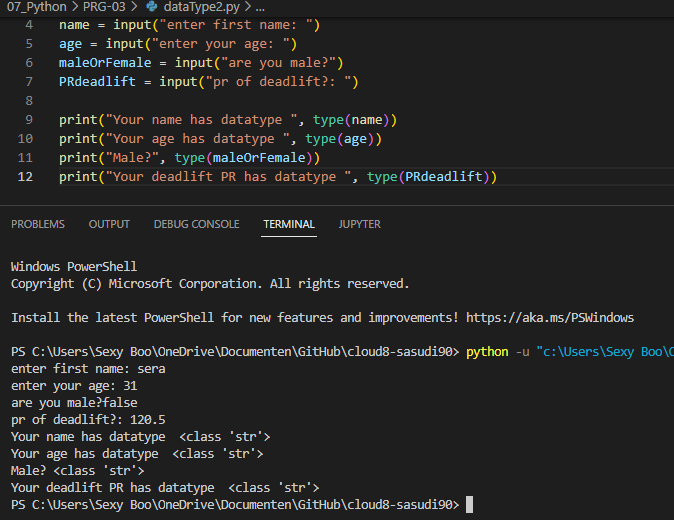 07_Python > PRG-03 > dataType2.py > ...
4 name = input("enter first name: ")
5 age = input("enter your age: ")
6 maleOrFemale = input("are you male?")
7 PRdeadlift = input("pr of deadlift?: ")
8
9 print("Your name has datatype ", type(name))
10 print("Your age has datatype ", type(age))
11 print("Male?", type(maleOrFemale))
12 print("Your deadlift PR has datatype ", type(PRdeadlift))
PROBLEMS OUTPUT DEBUG CONSOLE TERMINAL JUPYTER
Windows PowerShell
Copyright (C) Microsoft Corporation. All rights reserved.
Install the latest PowerShell for new features and improvements! https://aka.ms/PSWindows
PS C:\Users\Sexy Boo\OneDrive\Documenten\GitHub\cloud8-sasudi90> python -u "c:\Users\Sexy Boo\O
enter first name: sera
enter your age: 31
are you male?false
pr of deadlift?: 120.5
Your name has datatype  <class 'str'>
Your age has datatype  <class 'str'>
Male? <class 'str'>
Your deadlift PR has datatype  <class 'str'>
PS C:\Users\Sexy Boo\OneDrive\Documenten\GitHub\cloud8-sasudi90>